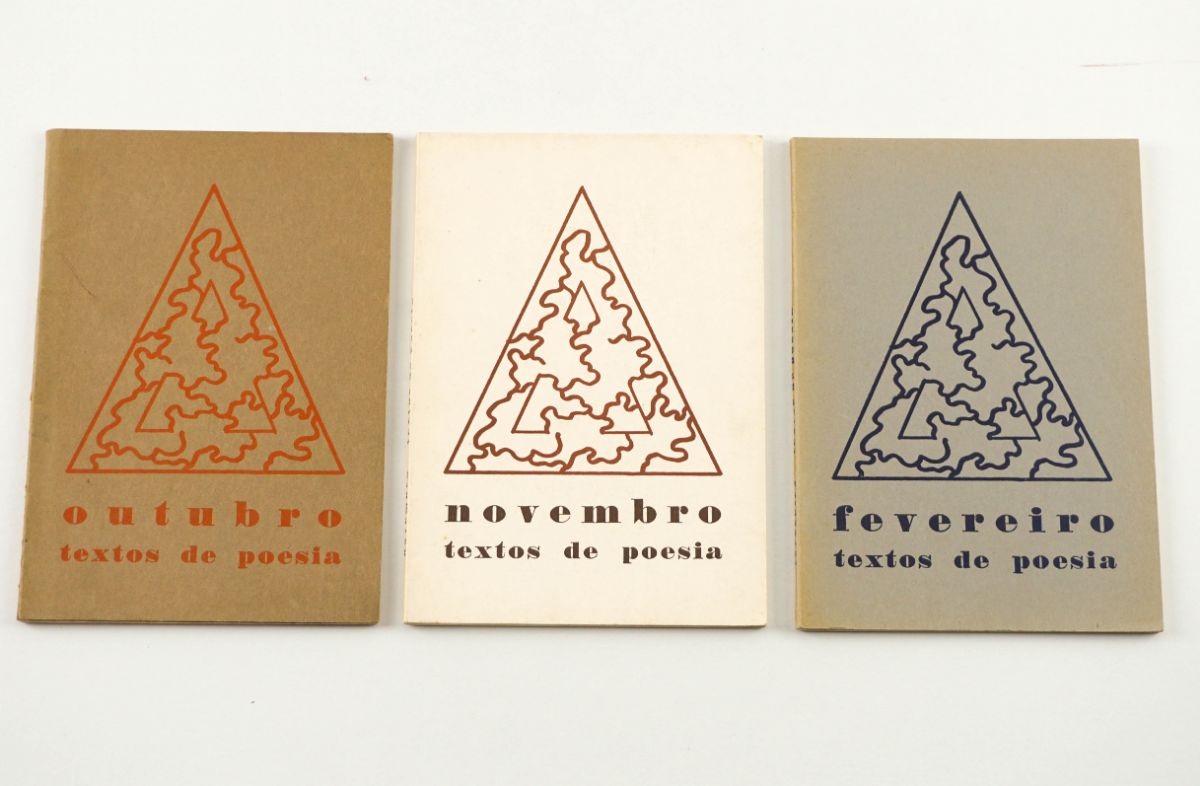 outubro
textos de poesia
novembro
textos de poesia
fevereiro
textos de poesia